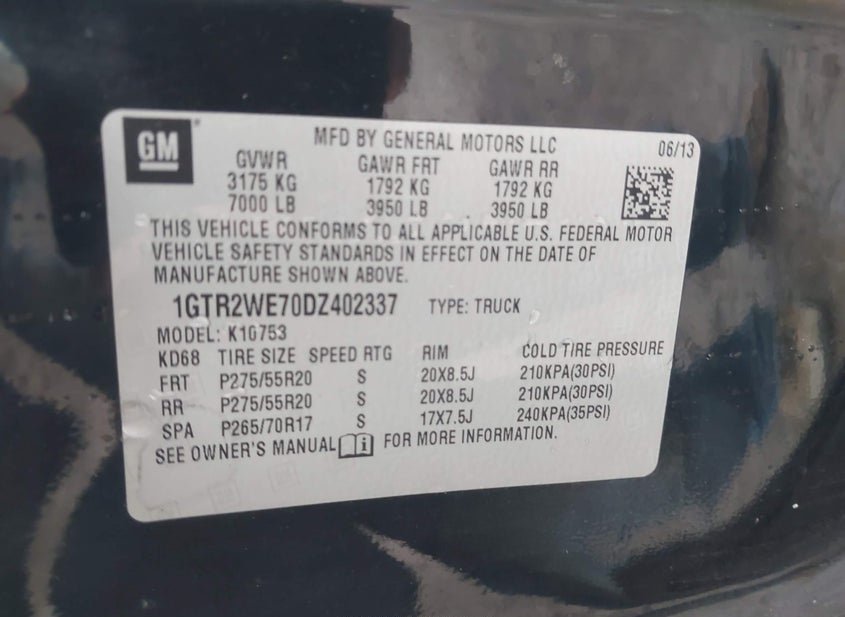 GM
MFD BY GENERAL MOTORS LLC 06/13
GVWR GAWR FRT GAWR RR
3175 KG 1792 KG 1792 KG
7000 LB 3950 LB 3950 LB
THIS VEHICLE CONFORMS TO ALL APPLICABLE U.S. FEDERAL MOTOR
VEHICLE SAFETY STANDARDS IN EFFECT ON THE DATE OF
MANUFACTURE SHOWN ABOVE.
1GTR2WE70DZ402337 TYPE: TRUCK
MODEL: K10753
KD68 TIRE SIZE SPEED RTG RIM COLD TIRE PRESSURE
FRT P275/55R20 S 20X8.5J 210KPA(30PSI)
RR P275/55R20 S 20X8.5J 210KPA(30PSI)
SPA P265/70R17 S 17X7.5J 240KPA(35PSI)
SEE OWNER'S MANUAL i FOR MORE INFORMATION.
GM GM